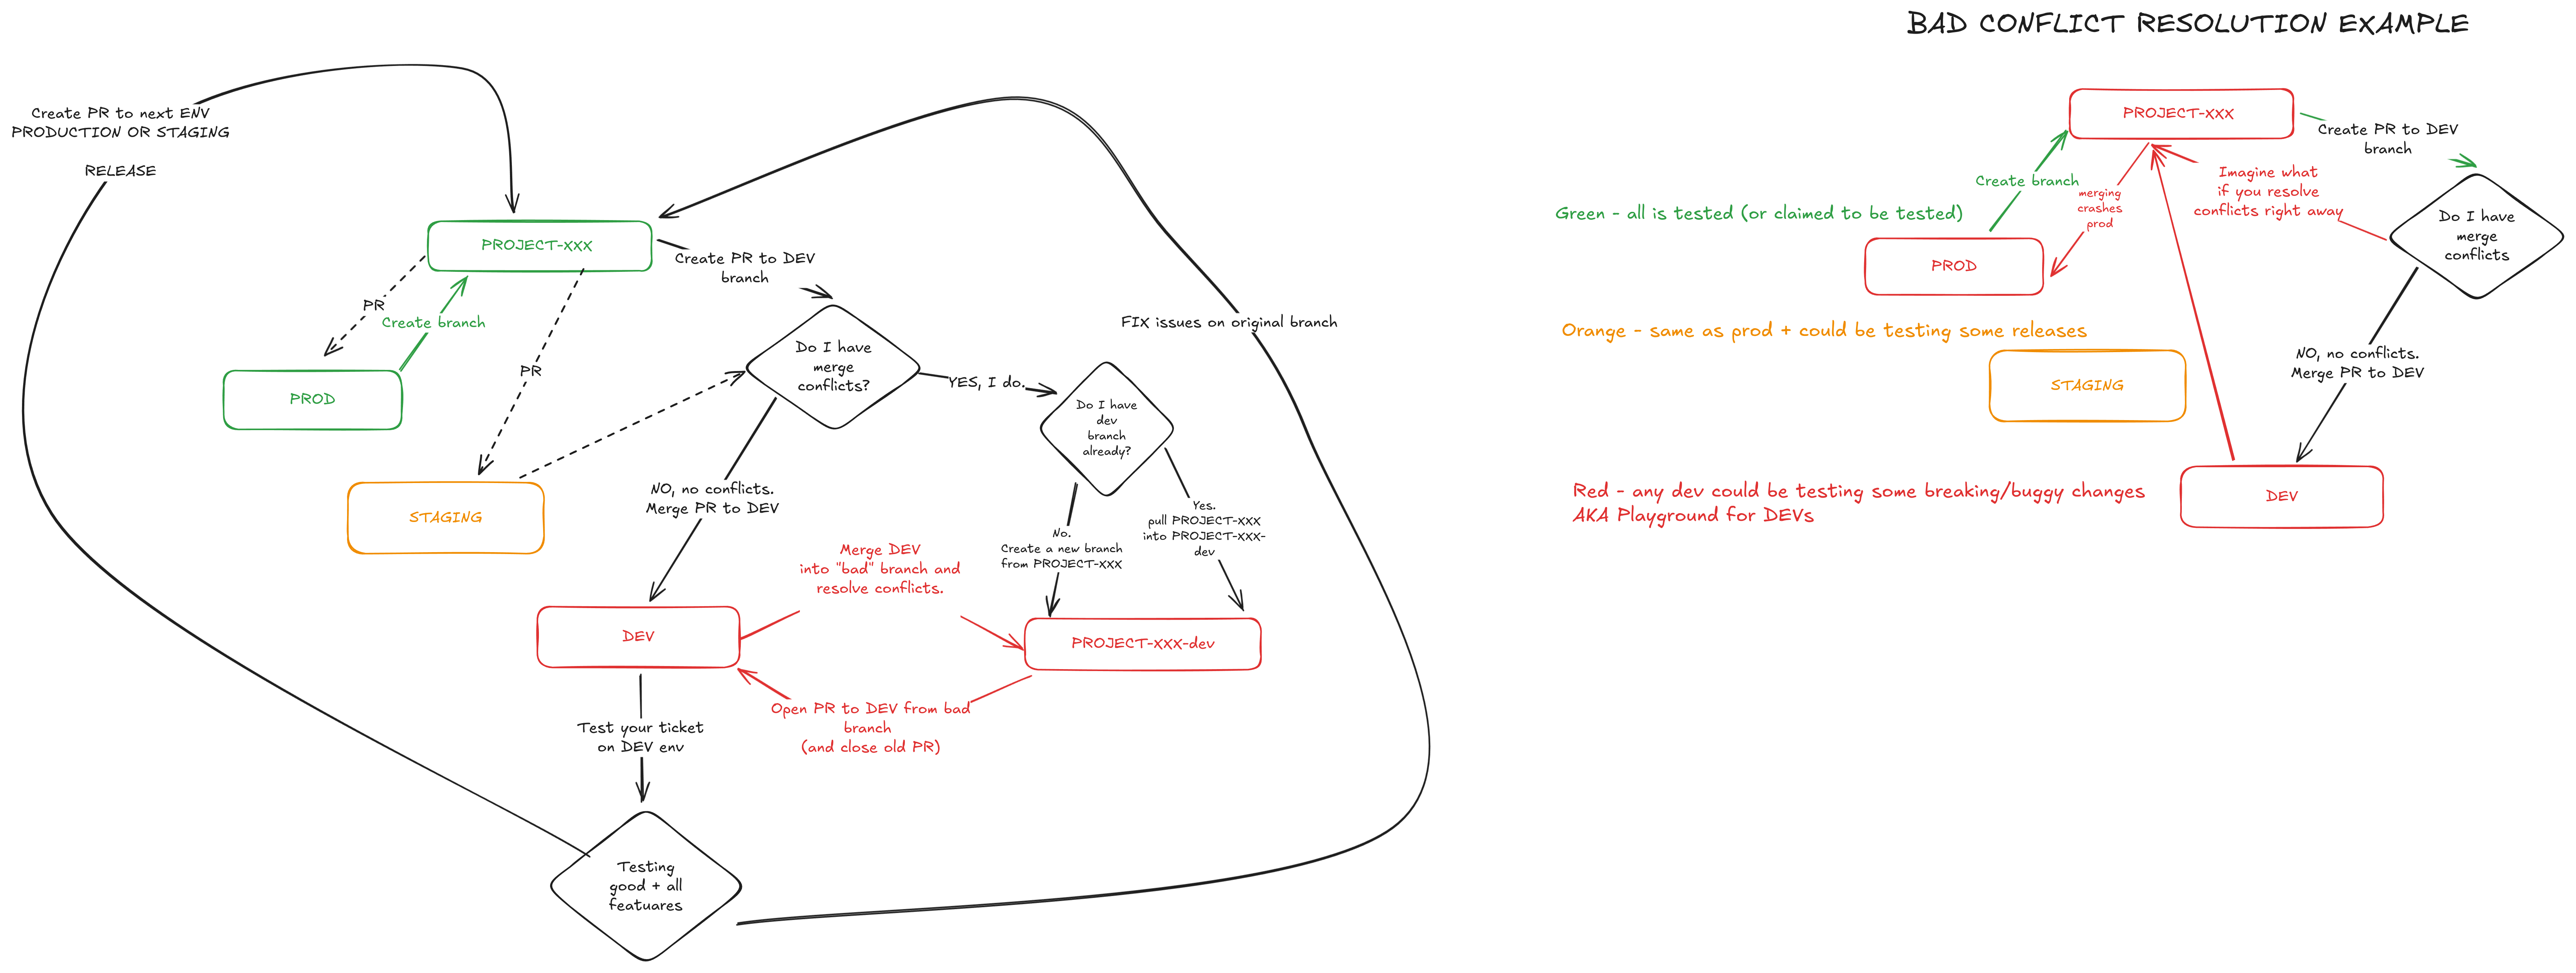 BAD CONFLICT RESOLUTION EXAMPLE
Create PR to next ENV
PRODUCTION OR STAGING
RELEASE
PROJECT-XXX
Create PR to DEV
branch
PR
Create branch
PROD
PR
STAGING
Do I have
merge
conflicts?
YES, I do.
Do I have
dev
branch
already?
FIX issues on original branch
NO, no conflicts.
Merge PR to DEV
No.
Create a new branch
from PROJECT-XXX
Yes.
pull PROJECT-XXX
into PROJECT-XXX-
dev
Merge DEV
into "bad" branch and
resolve conflicts.
DEV
PROJECT-XXX-dev
Open PR to DEV from bad
branch
(and close old PR)
Test your ticket
on DEV env
Testing
good + all
featuares
PROJECT-XXX
Create PR to DEV
branch
Create branch
merging
crashes
prod
Imagine what
if you resolve
conflicts right away
Do I have
merge
conflicts
Green - all is tested (or claimed to be tested)
PROD
Orange - same as prod + could be testing some releases
STAGING
NO, no conflicts.
Merge PR to DEV
Red - any dev could be testing some breaking/buggy changes
AKA Playground for DEVs
DEV